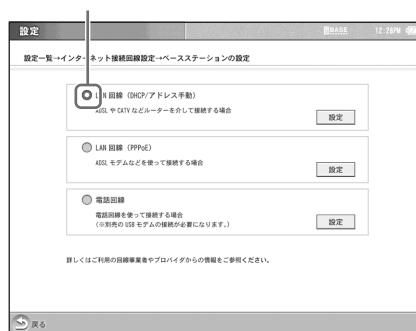 設定
BASE 12:26PM
設定一覧→インターネット接続回線設定→ベースステーションの設定
LAN 回線 (DHCP/アドレス手動)
ADSL や CATV などルーターを介して接続する場合
設定
LAN 回線 (PPPoE)
ADSL モデムなどを使って接続する場合
設定
電話回線
電話回線を使って接続する場合
(※別売の USB モデムの接続が必要になります。)
設定
詳しくはご利用の回線事業者やプロバイダからの情報をご参照ください。
戻る